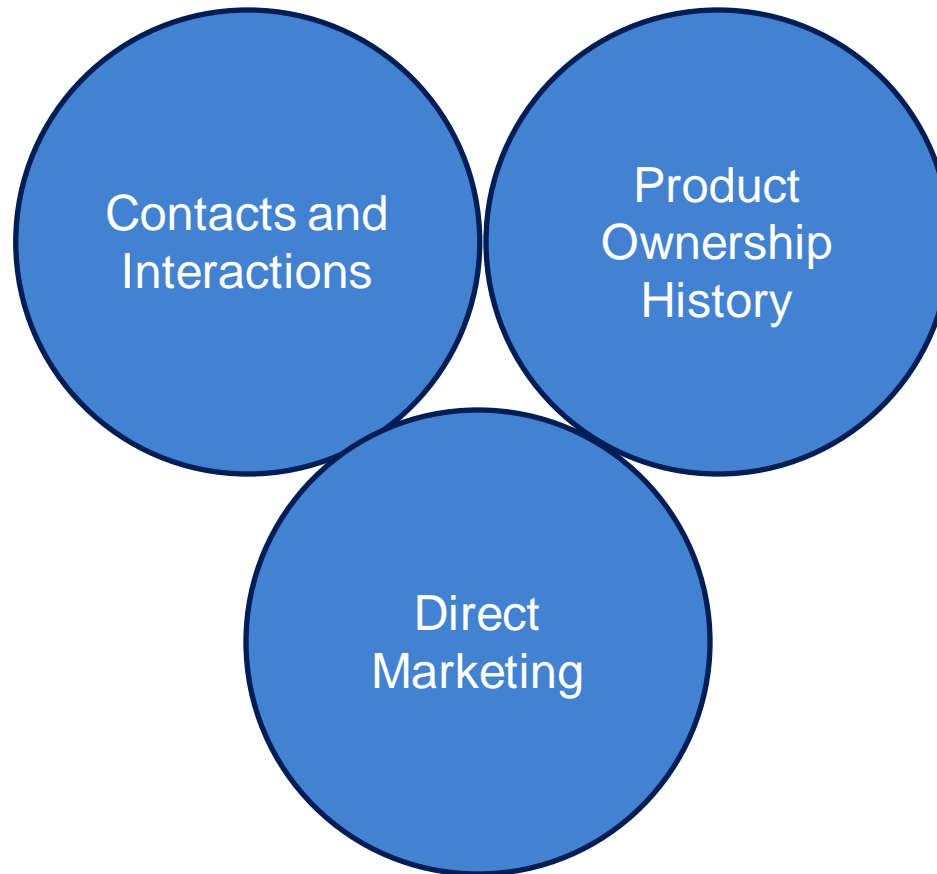 Contacts and
Interactions
Product
Ownership
History
Direct
Marketing